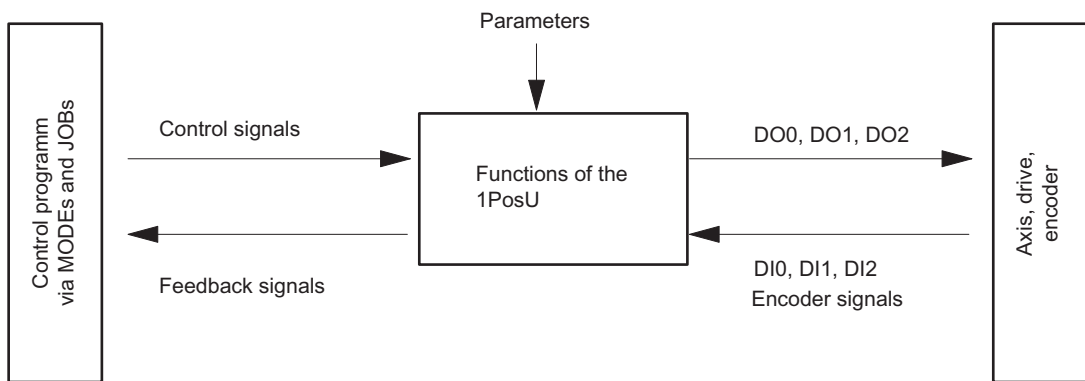 Parameters
Control programm
via MODEs and JOBs
Control signals
Feedback signals
Functions of the
1PosU
DO0, DO1, DO2
DI0, DI1, DI2
Encoder signals
Axis, drive,
encoder